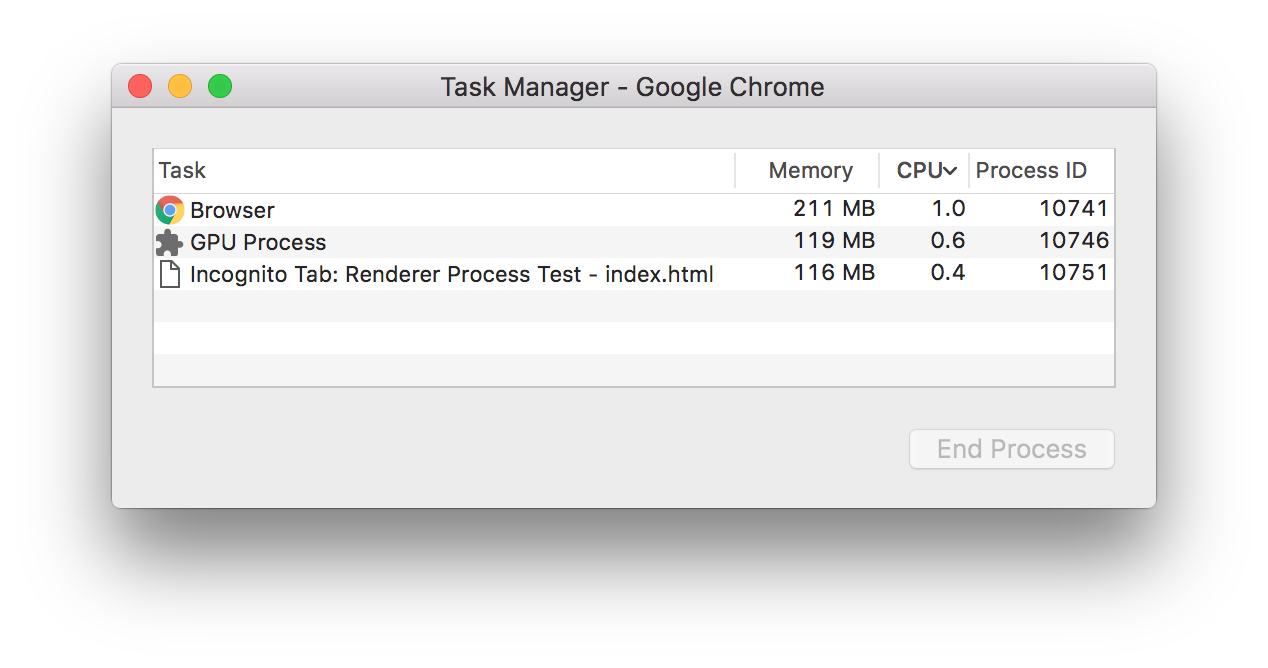 Task Manager - Google Chrome
Task Memory CPU Process ID
Browser 211 MB 1.0 10741
GPU Process 119 MB 0.6 10746
Incognito Tab: Renderer Process Test - index.html 116 MB 0.4 10751
End Process